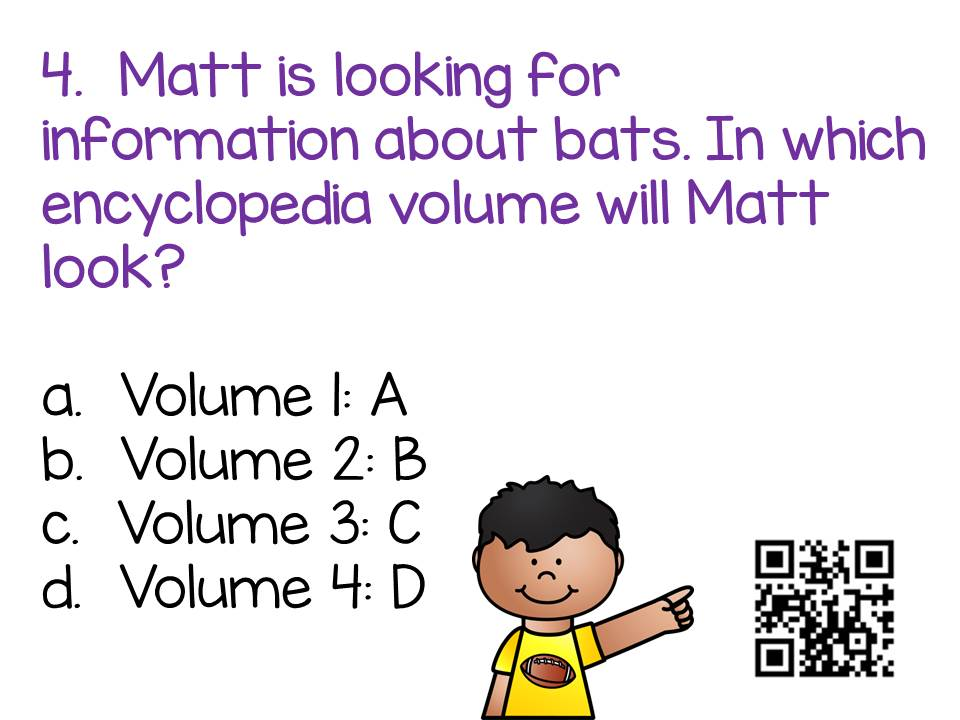 4. Matt is looking for
information about bats. In which
encyclopedia volume will Matt
look?
a. Volume 1: A
b. Volume 2: B
c. Volume 3: C
d. Volume 4: D